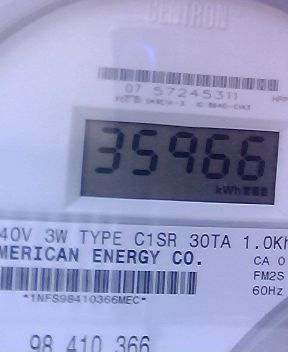 CENTRON
07 57245311
35966
kWh
40V 3W TYPE C1SR 30TA 1.0Kh
MERICAN ENERGY CO.
CA 0
FM2S
60Hz
*1NFS98410366MEC*
98 410 366